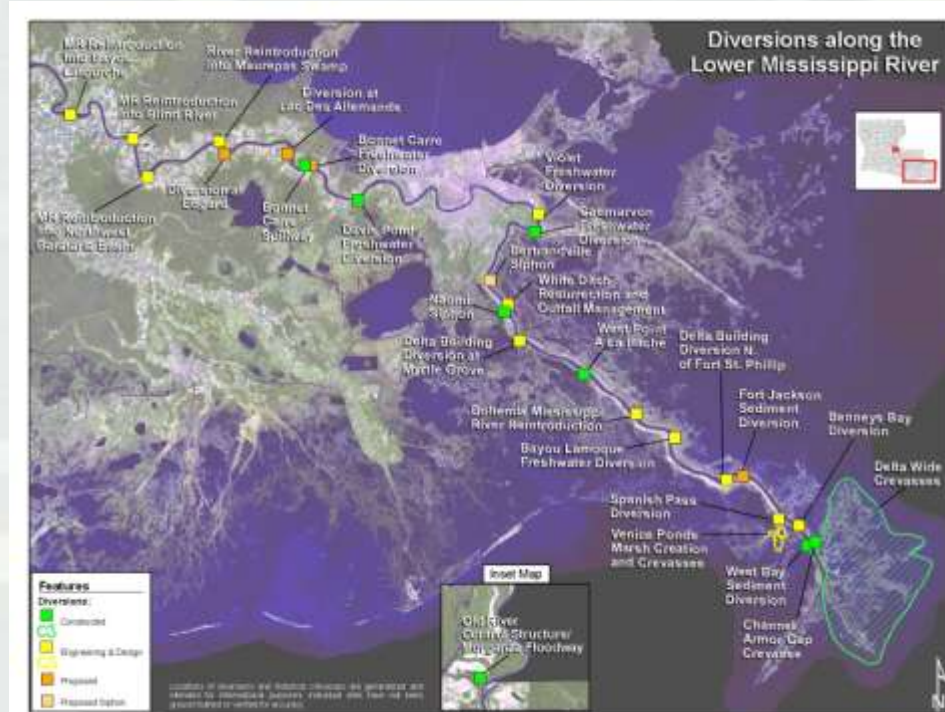 Diversions along the
Lower Mississippi River
MR Reintroduction
into Bayou
Lafourche
River Reintroduction
into Maurepas Swamp
Diversion at
Lac Des Allemands
MR Reintroduction
into Blind River
Bonnet Carre
Freshwater
Diversion
Violet
Freshwater
Diversion
Diversion at
Edgard
MR Reintroduction
into Northwest
Barataria Basin
Bonnet
Carre
Spillway
Davis Pond
Freshwater
Diversion
Caernarvon
Freshwater
Diversion
Bertrandville
Siphon
White Ditch
Resurrection and
Outfall Management
Naomi
Siphon
West Point
A La Hache
Delta Building
Diversion N.
of Fort St. Phillip
Delta Building
Diversion at
Myrtle Grove
Fort Jackson
Sediment
Diversion
Benneys Bay
Diversion
Bohemia Mississippi
River Reintroduction
Bayou Lamoque
Freshwater Diversion
Delta Wide
Crevasses
Spanish Pass
Diversion
Venice Ponds
Marsh Creation
and Crevasses
West Bay
Sediment
Diversion
Channel
Armor Gap
Crevasse
Features
Diversions:
Constructed
Engineering & Design
Proposed
Proposed Siphon
Inset Map
Old River
Control Structure/
Morganza Floodway
N